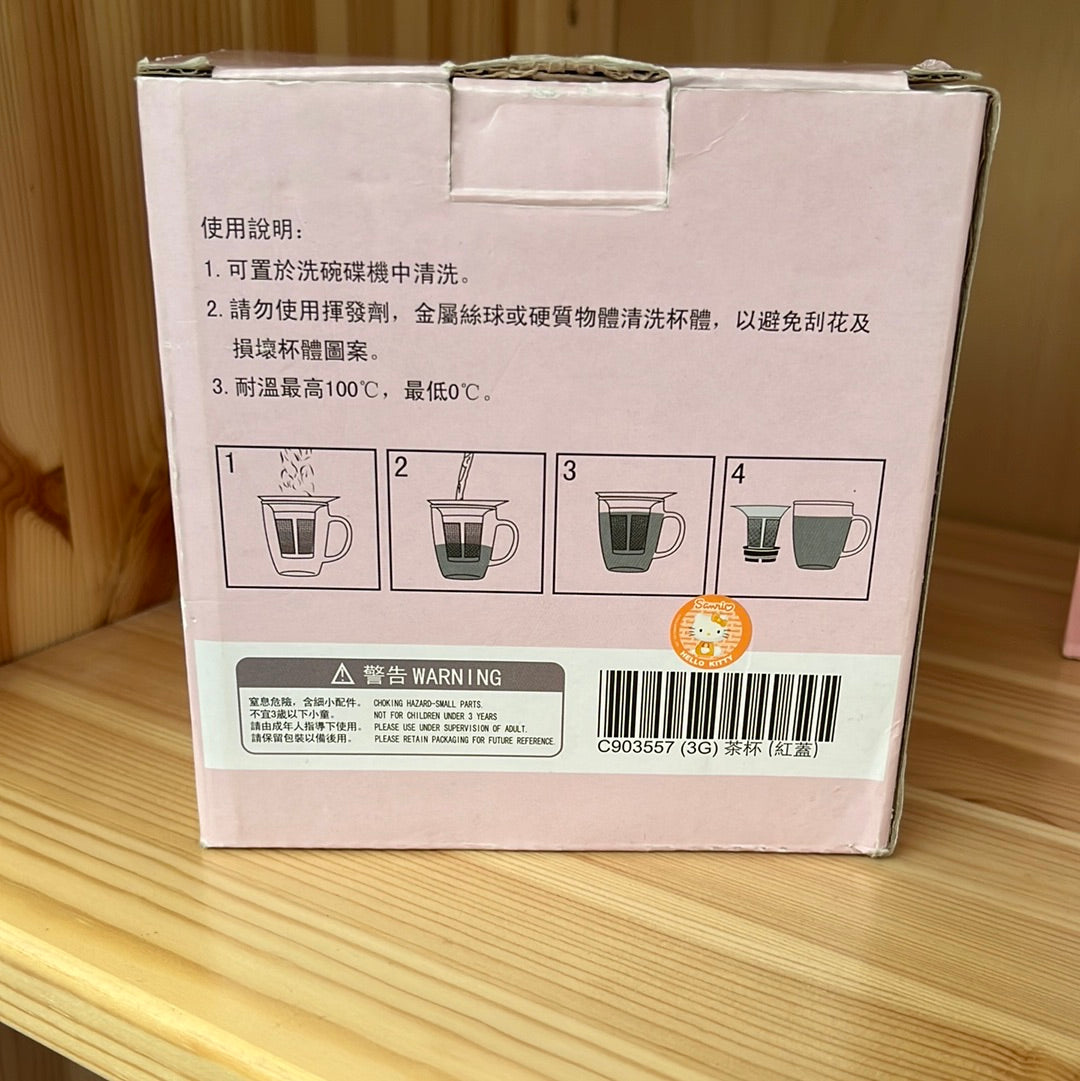 使用說明:
1. 可置於洗碗碟機中清洗。
2. 請勿使用揮發劑，金屬絲球或硬質物體清洗杯體，以避免刮花及
損壞杯體圖案。
3. 耐溫最高100℃，最低0℃。
1
2
3
4
Sanrio
HELLO KITTY
警告 WARNING
窒息危險，含細小配件。 CHOKING HAZARD-SMALL PARTS.
不宜3歲以下小童。 NOT FOR CHILDREN UNDER 3 YEARS
請由成年人指導下使用。 PLEASE USE UNDER SUPERVISION OF ADULT.
請保留包裝以備後用。 PLEASE RETAIN PACKAGING FOR FUTURE REFERENCE.
C903557 (3G) 茶杯 (紅蓋)